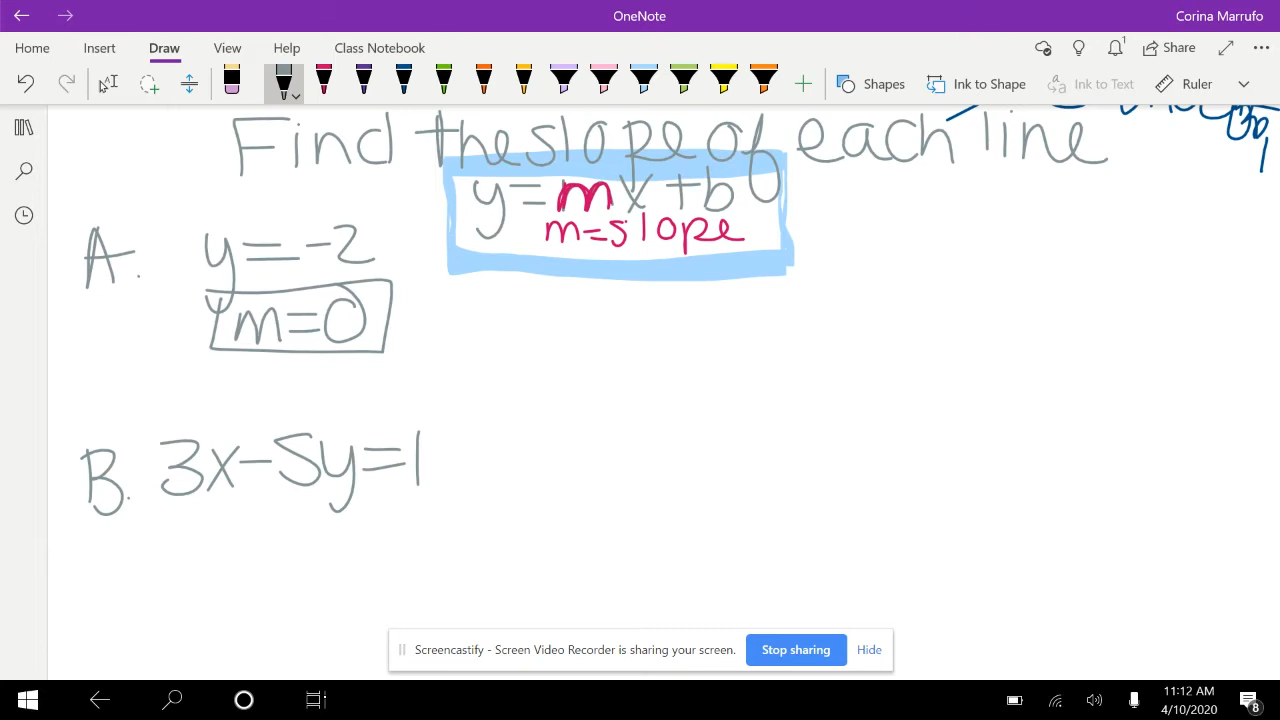 OneNote
Corina Marrufo
Home Insert Draw View Help Class Notebook
1 Share
Shapes Ink to Shape Ink to Text Ruler
Find the slope of each line
y = mx + b
m = slope
A. y = -2
m = 0
B. 3x - 5y = 1
Screencastify - Screen Video Recorder is sharing your screen. Stop sharing Hide
11:12 AM
4/10/2020
8